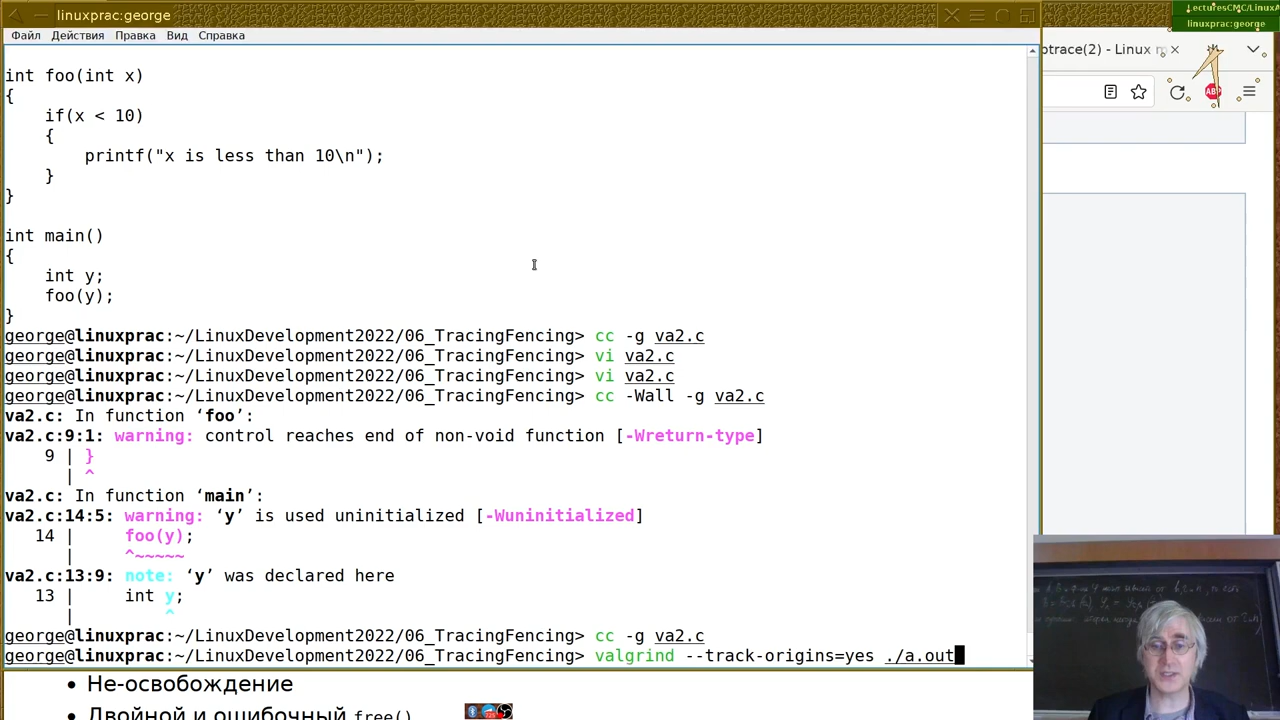 linuxprac:george
LecturesCMC/LinuxA
linuxprac:george
Файл Действия Правка Вид Справка
ptrace(2) - Linux m
ABP
int foo(int x)
{
    if(x < 10)
    {
        printf("x is less than 10\n");
    }
}
int main()
{
    int y;
    foo(y);
}
george@linuxprac:~/LinuxDevelopment2022/06_TracingFencing> cc -g va2.c
george@linuxprac:~/LinuxDevelopment2022/06_TracingFencing> vi va2.c
george@linuxprac:~/LinuxDevelopment2022/06_TracingFencing> vi va2.c
george@linuxprac:~/LinuxDevelopment2022/06_TracingFencing> cc -Wall -g va2.c
va2.c: In function ‘foo’:
va2.c:9:1: warning: control reaches end of non-void function [-Wreturn-type]
    9 | }
      | ^
va2.c: In function ‘main’:
va2.c:14:5: warning: ‘y’ is used uninitialized [-Wuninitialized]
   14 |     foo(y);
      |     ^~~~~~
va2.c:13:9: note: ‘y’ was declared here
   13 |     int y;
      |         ^
george@linuxprac:~/LinuxDevelopment2022/06_TracingFencing> cc -g va2.c
george@linuxprac:~/LinuxDevelopment2022/06_TracingFencing> valgrind --track-origins=yes ./a.out
• Не-освобождение
• Двойной и ошибочный free()